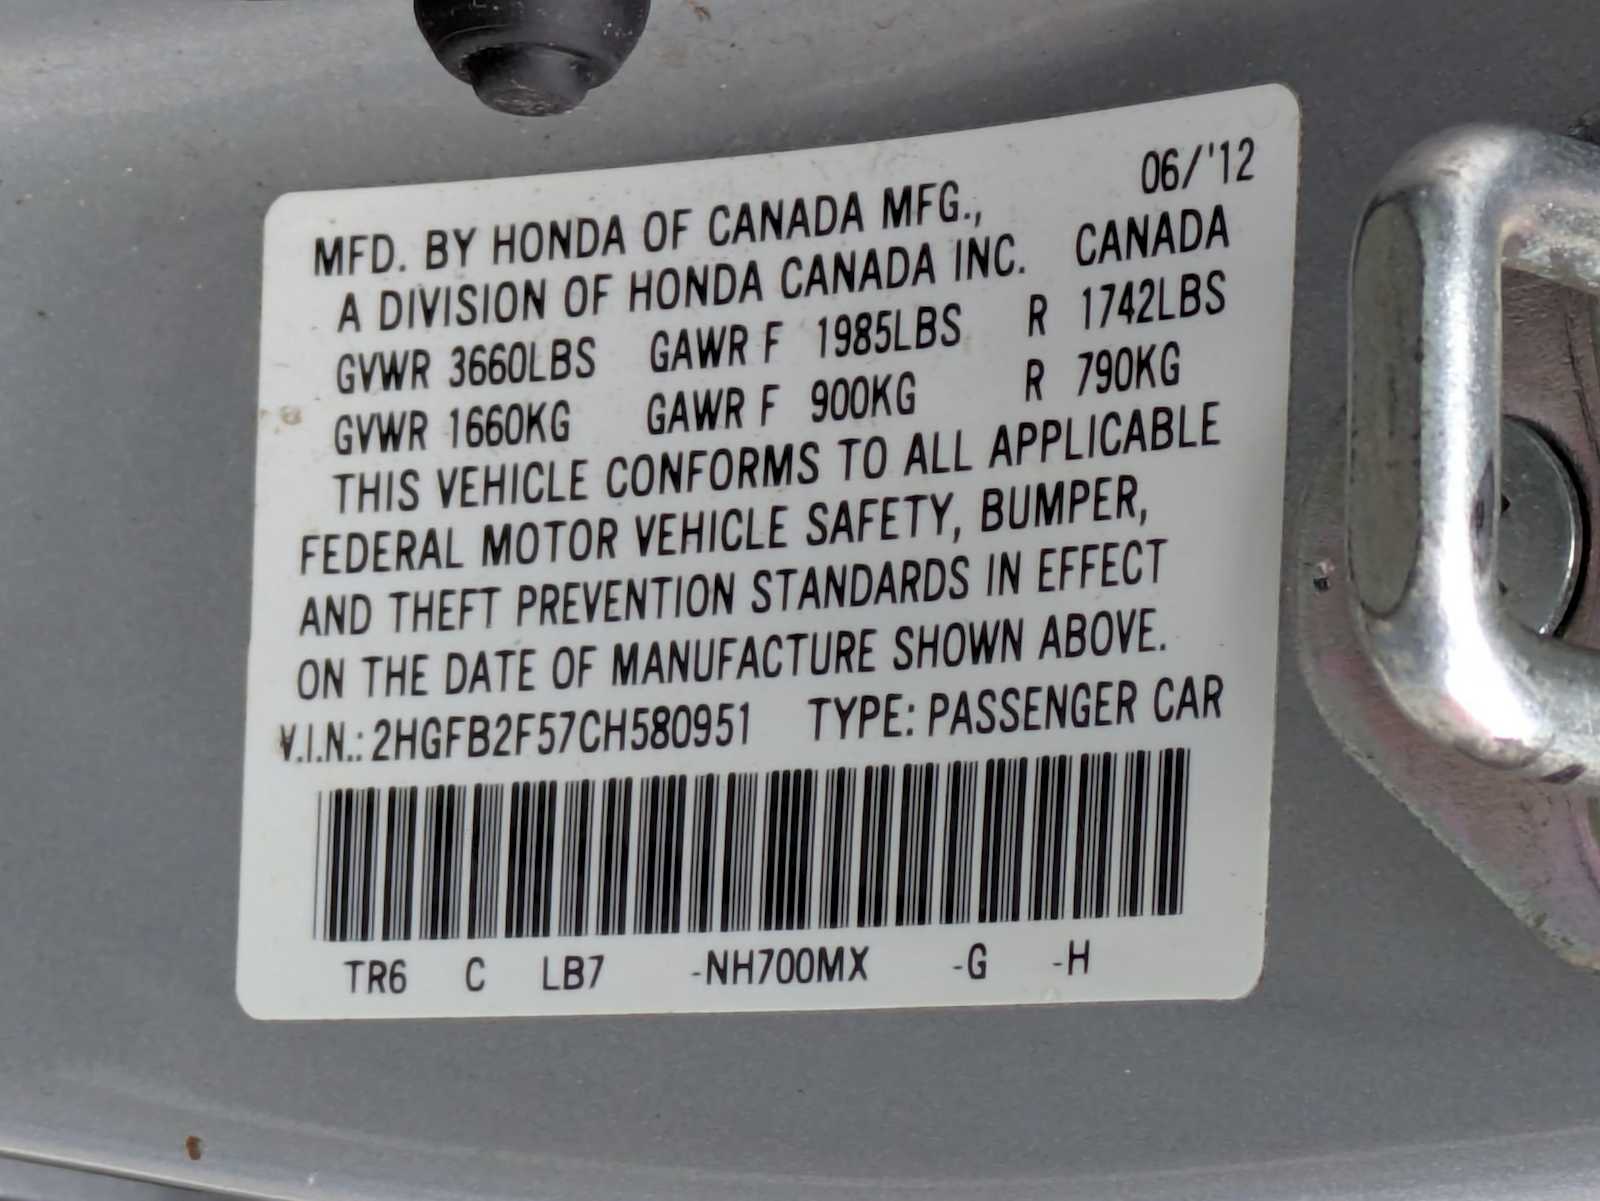 06/'12
MFD. BY HONDA OF CANADA MFG.,
A DIVISION OF HONDA CANADA INC. CANADA
GVWR 3660LBS GAWR F 1985LBS R 1742LBS
GVWR 1660KG GAWR F 900KG R 790KG
THIS VEHICLE CONFORMS TO ALL APPLICABLE
FEDERAL MOTOR VEHICLE SAFETY, BUMPER,
AND THEFT PREVENTION STANDARDS IN EFFECT
ON THE DATE OF MANUFACTURE SHOWN ABOVE.
V.I.N.: 2HGFB2F57CH580951 TYPE: PASSENGER CAR
TR6 C LB7 -NH700MX -G -H